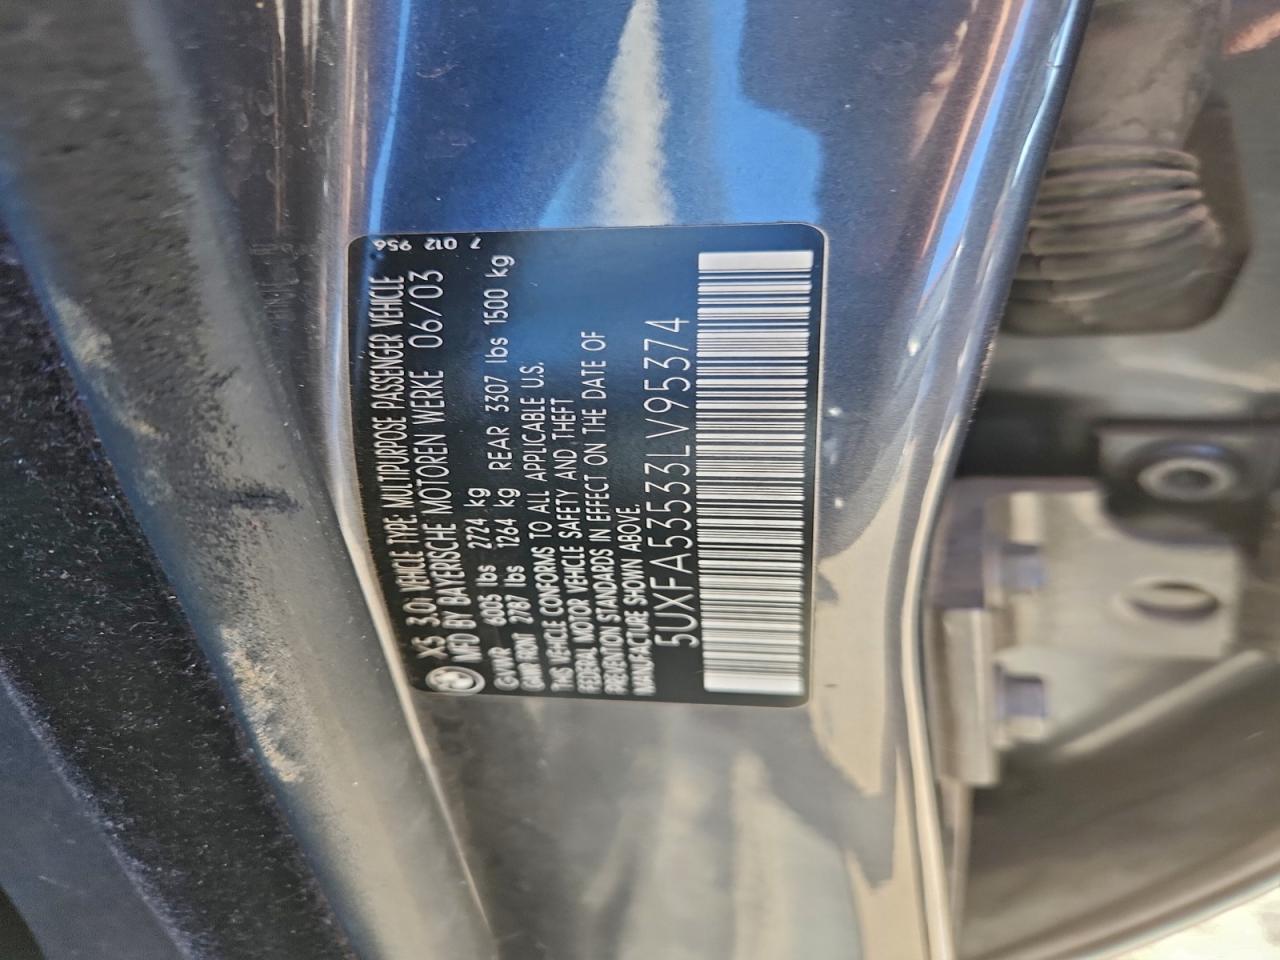 X5 3.0i VEHICLE TYPE: MULTIPURPOSE PASSENGER VEHICLE
MFD BY BAYERISCHE MOTOREN WERKE 06/03
GVWR 6005 lbs 2724 kg
GAWR FRONT 2787 lbs 1264 kg REAR 3307 lbs 1500 kg
THIS VEHICLE CONFORMS TO ALL APPLICABLE U.S.
FEDERAL MOTOR VEHICLE SAFETY AND THEFT
PREVENTION STANDARDS IN EFFECT ON THE DATE OF
MANUFACTURE SHOWN ABOVE.
5UXFA53533LV95374
7 012 956